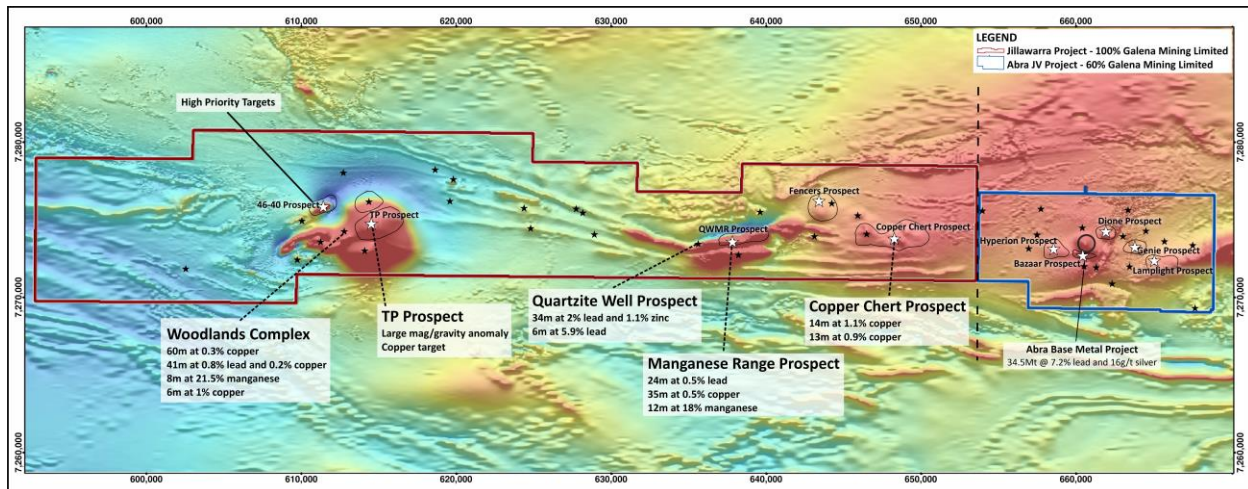 600,000
610,000
620,000
630,000
640,000
650,000
660,000
LEGEND
Jillawarra Project - 100% Galena Mining Limited
Abra JV Project - 60% Galena Mining Limited
High Priority Targets
7,280,000
7,280,000
46-40 Prospect
TP Prospect
Fencers Prospect
QWMR Prospect
Copper Chert Prospect
Dione Prospect
Hyperion Prospect
Genie Prospect
Bazaar Prospect
Lamplight Prospect
7,270,000
7,270,000
Woodlands Complex
60m at 0.3% copper
41m at 0.8% lead and 0.2% copper
8m at 21.5% manganese
6m at 1% copper
TP Prospect
Large mag/gravity anomaly
Copper target
Quartzite Well Prospect
34m at 2% lead and 1.1% zinc
6m at 5.9% lead
Manganese Range Prospect
24m at 0.5% lead
35m at 0.5% copper
12m at 18% manganese
Copper Chert Prospect
14m at 1.1% copper
13m at 0.9% copper
Abra Base Metal Project
34.5Mt @ 7.2% lead and 16g/t silver
7,260,000
7,260,000
600,000
610,000
620,000
630,000
640,000
650,000
660,000